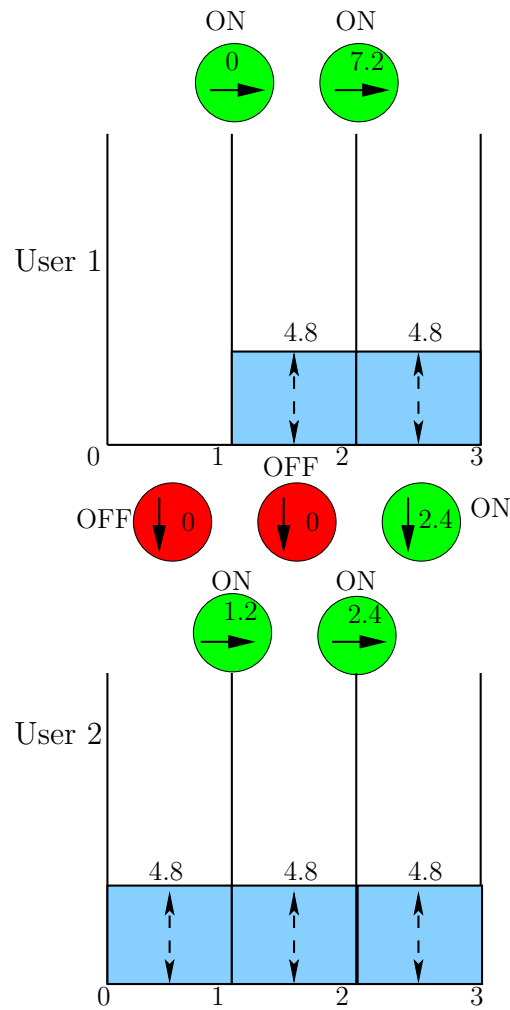 ON ON
0 7.2
User 1
4.8 4.8
0 1 2 3
OFF
OFF 0 0 2.4 ON
ON ON
1.2 2.4
User 2
4.8 4.8 4.8
0 1 2 3